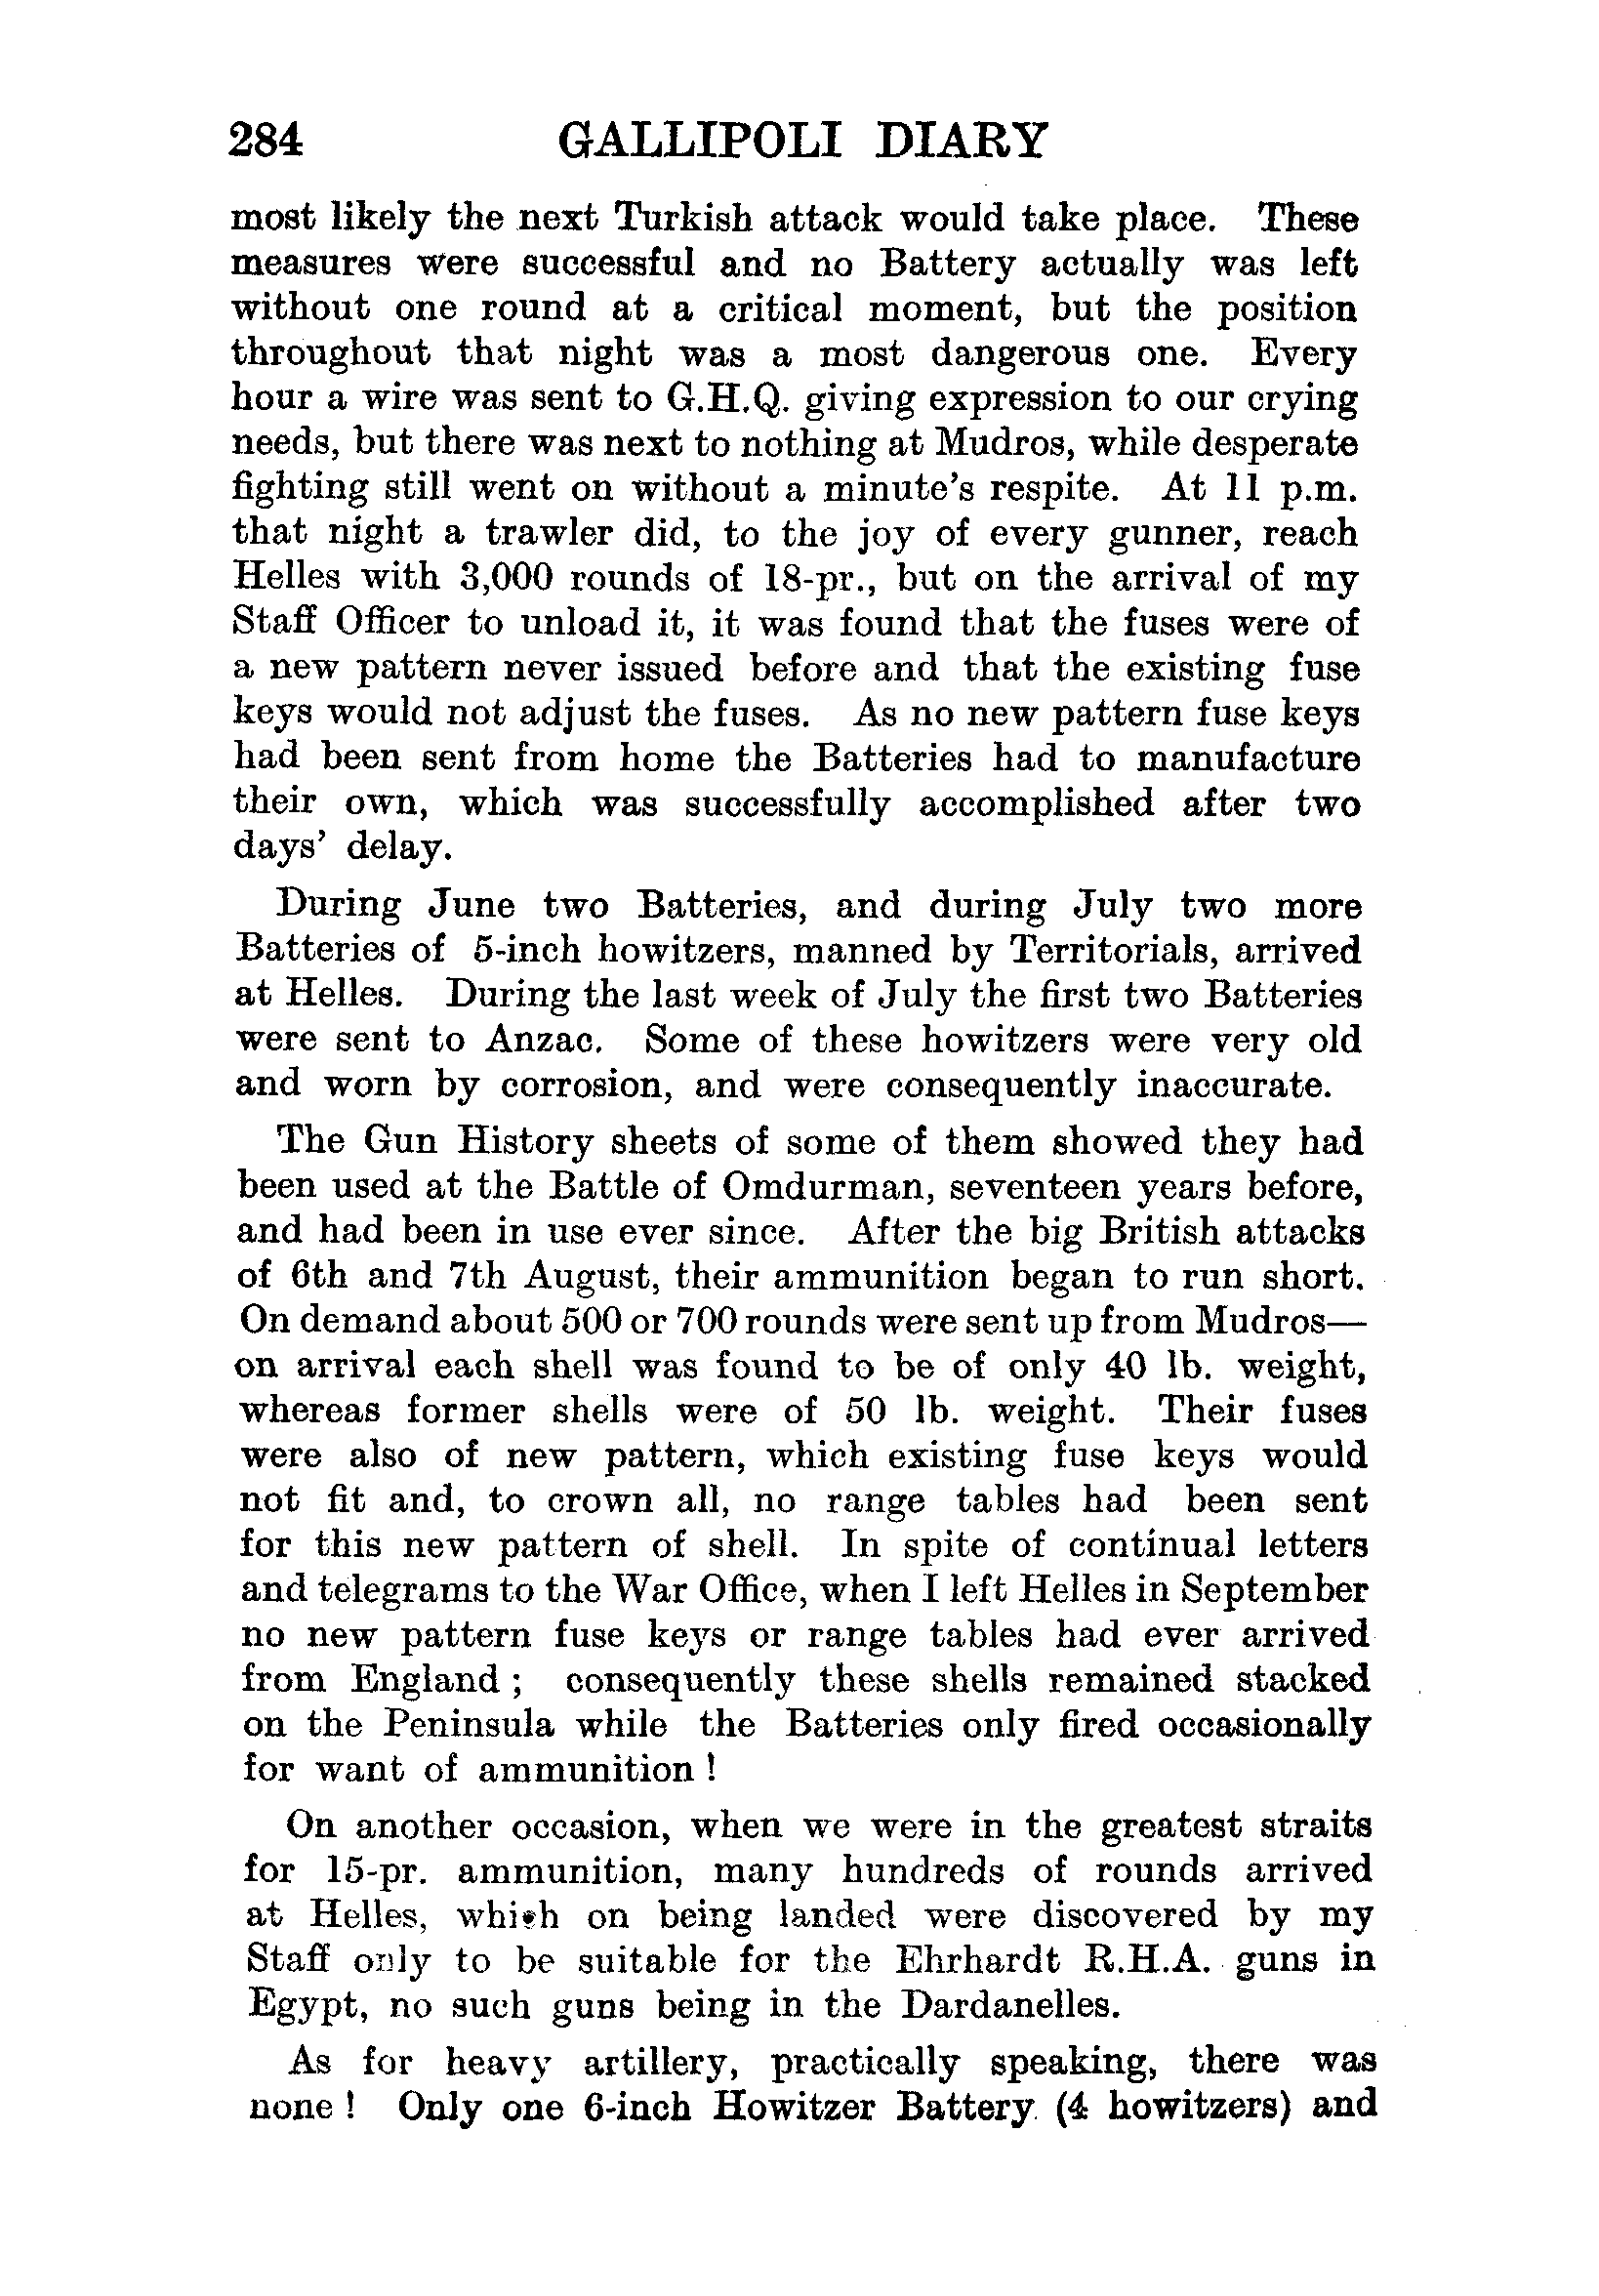 284 GALLIPOLI DIARY
most likely the next Turkish attack would take place. These
measures were successful and no Battery actually was left
without one round at a critical moment, but the position
throughout that night was a most dangerous one. Every
hour a wire was sent to G.H.Q. giving expression to our crying
needs, but there was next to nothing at Mudros, while desperate
fighting still went on without a minute's respite. At 11 p.m.
that night a trawler did, to the joy of every gunner, reach
Helles with 3,000 rounds of 18-pr., but on the arrival of my
Staff Officer to unload it, it was found that the fuses were of
a new pattern never issued before and that the existing fuse
keys would not adjust the fuses. As no new pattern fuse keys
had been sent from home the Batteries had to manufacture
their own, which was successfully accomplished after two
days' delay.
During June two Batteries, and during July two more
Batteries of 5-inch howitzers, manned by Territorials, arrived
at Helles. During the last week of July the first two Batteries
were sent to Anzac. Some of these howitzers were very old
and worn by corrosion, and were consequently inaccurate.
The Gun History sheets of some of them showed they had
been used at the Battle of Omdurman, seventeen years before,
and had been in use ever since. After the big British attacks
of 6th and 7th August, their ammunition began to run short.
On demand about 500 or 700 rounds were sent up from Mudros—
on arrival each shell was found to be of only 40 lb. weight,
whereas former shells were of 50 lb. weight. Their fuses
were also of new pattern, which existing fuse keys would
not fit and, to crown all, no range tables had been sent
for this new pattern of shell. In spite of continual letters
and telegrams to the War Office, when I left Helles in September
no new pattern fuse keys or range tables had ever arrived
from England ; consequently these shells remained stacked
on the Peninsula while the Batteries only fired occasionally
for want of ammunition !
On another occasion, when we were in the greatest straits
for 15-pr. ammunition, many hundreds of rounds arrived
at Helles, which on being landed were discovered by my
Staff only to be suitable for the Ehrhardt R.H.A. guns in
Egypt, no such guns being in the Dardanelles.
As for heavy artillery, practically speaking, there was
none ! Only one 6-inch Howitzer Battery (4 howitzers) and